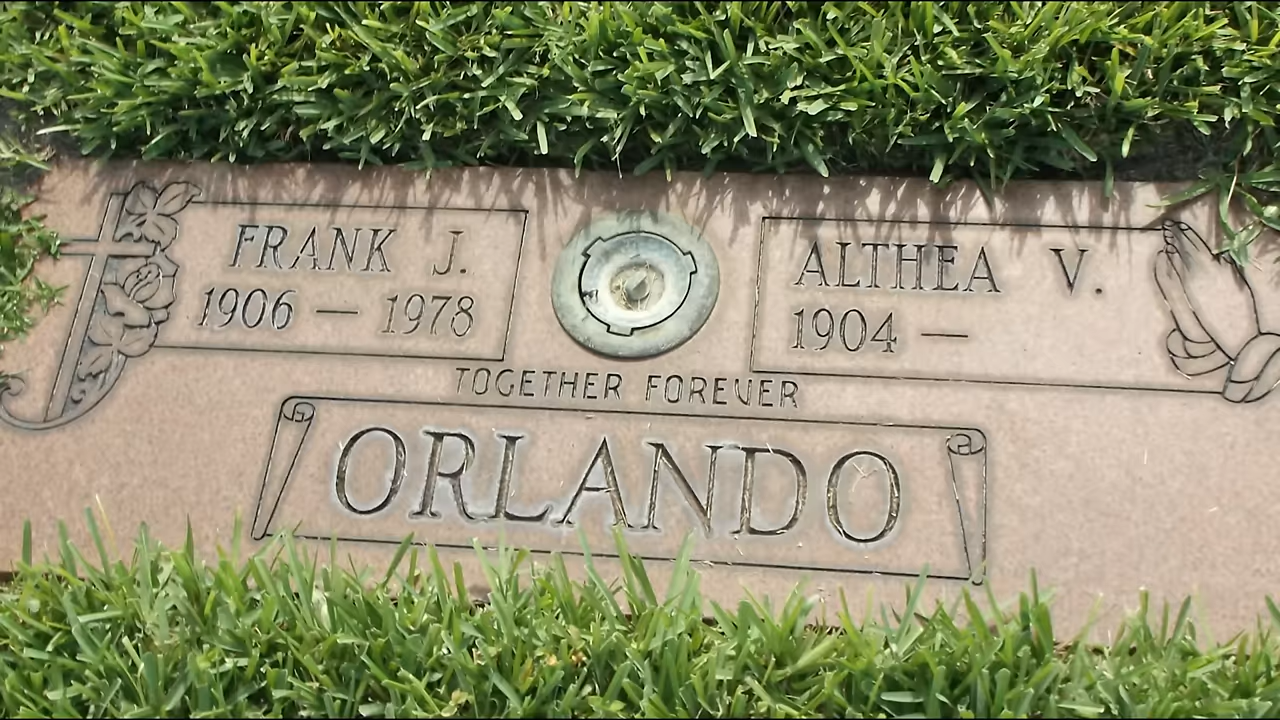 FRANK J.
1906 — 1978
ALTHEA V.
1904 —
TOGETHER FOREVER
ORLANDO